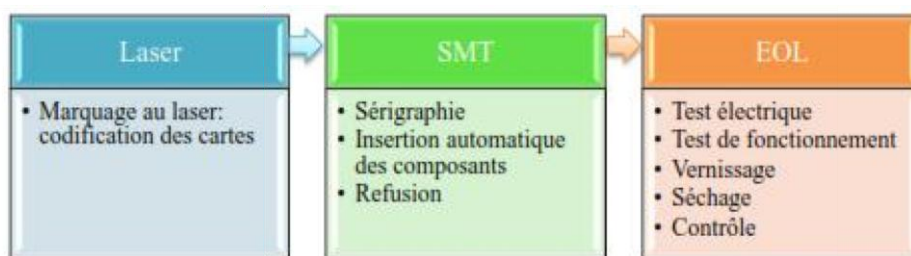 Laser
• Marquage au laser:
codification des cartes
SMT
• Sérigraphie
• Insertion automatique
des composants
• Refusion
EOL
• Test électrique
• Test de fonctionnement
• Vernissage
• Séchage
• Contrôle